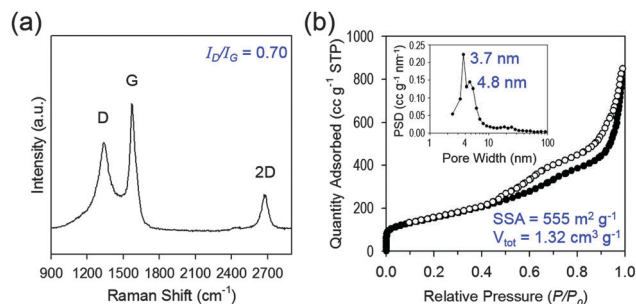 (a)
I_D/I_G = 0.70
D
G
2D
Intensity (a.u.)
900 1200 1500 1800 2100 2400 2700
Raman Shift (cm⁻¹)
(b)
Quantity Adsorbed (cc g⁻¹ STP)
1000
800
600
400
200
0
PSD (cc g⁻¹ nm⁻¹)
0.25
0.20
0.15
0.10
0.05
0.00
3.7 nm
4.8 nm
1 4 10 100
Pore Width (nm)
SSA = 555 m² g⁻¹
V_tot = 1.32 cm³ g⁻¹
0.0 0.2 0.4 0.6 0.8 1.0
Relative Pressure (P/P₀)